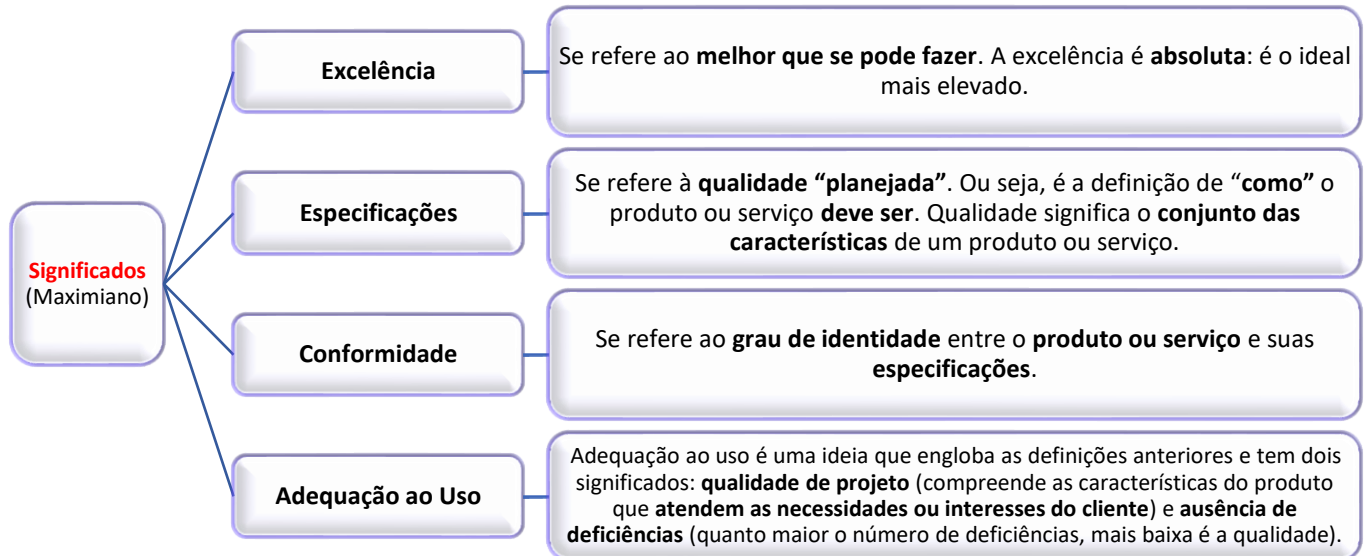 Significados
(Maximiano)
Excelência
Se refere ao melhor que se pode fazer. A excelência é absoluta: é o ideal
mais elevado.
Especificações
Se refere à qualidade “planejada”. Ou seja, é a definição de “como” o
produto ou serviço deve ser. Qualidade significa o conjunto das
características de um produto ou serviço.
Conformidade
Se refere ao grau de identidade entre o produto ou serviço e suas
especificações.
Adequação ao Uso
Adequação ao uso é uma ideia que engloba as definições anteriores e tem dois
significados: qualidade de projeto (compreende as características do produto
que atendem as necessidades ou interesses do cliente) e ausência de
deficiências (quanto maior o número de deficiências, mais baixa é a qualidade).